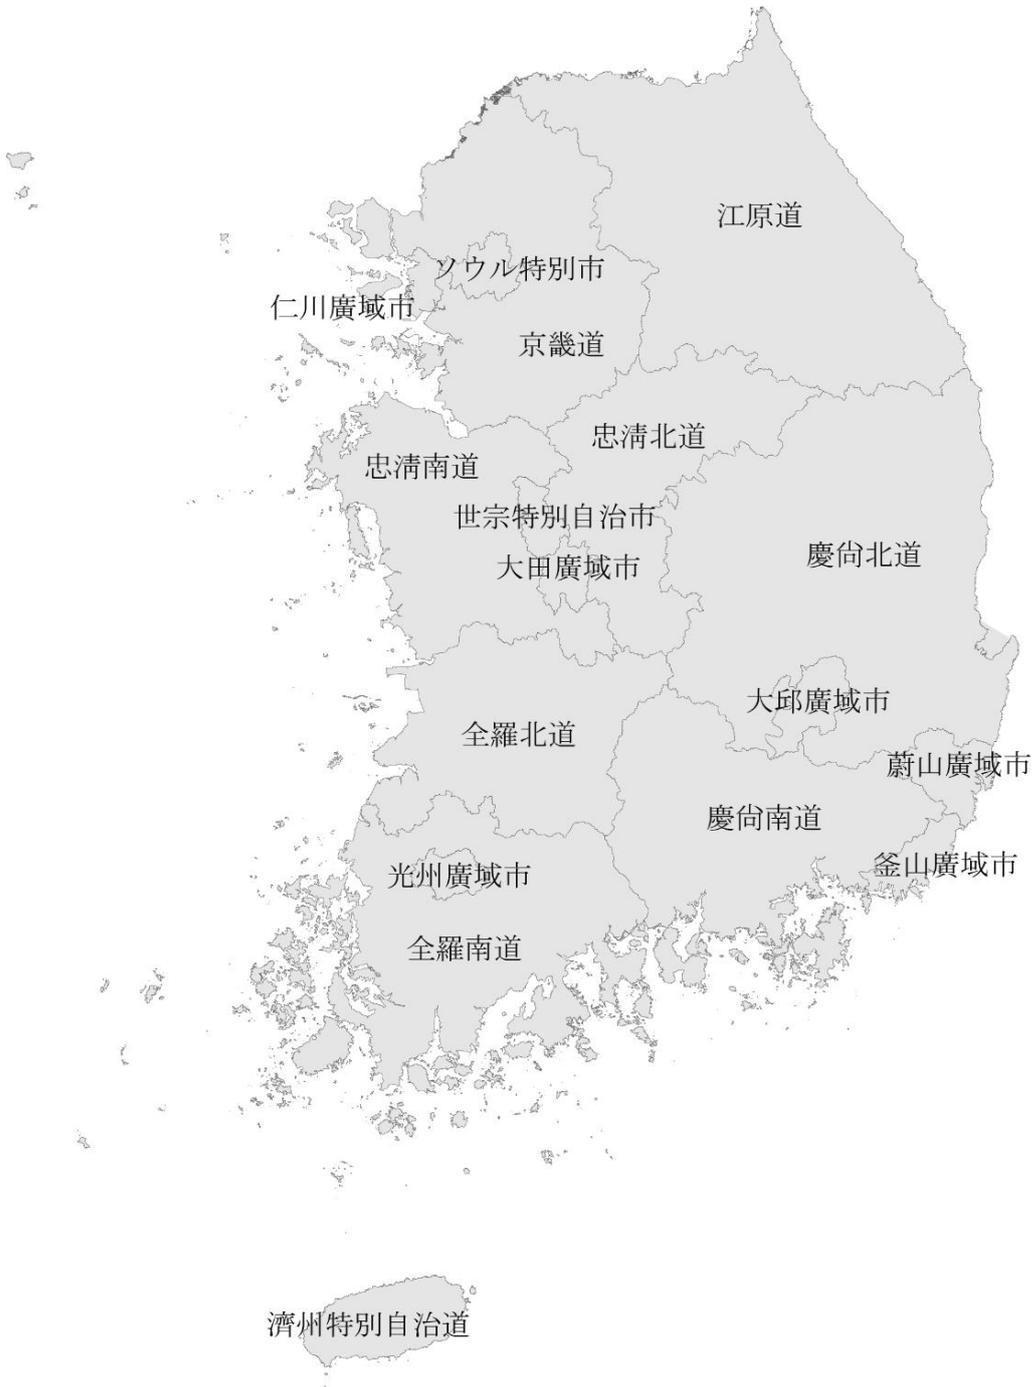 江原道
ソウル特別市
仁川廣域市
京畿道
忠淸北道
忠淸南道
世宗特別自治市
慶尙北道
大田廣域市
大邱廣域市
全羅北道
蔚山廣域市
慶尙南道
釜山廣域市
光州廣域市
全羅南道
濟州特別自治道